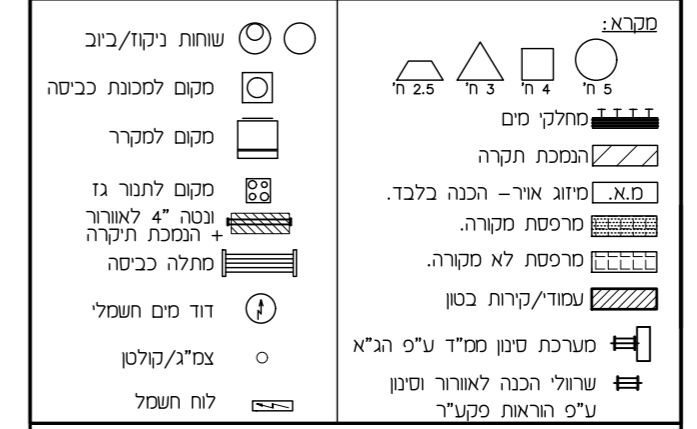 מקרא:
5 ח'
4 ח'
3 ח'
2.5 ח'
מחלקי מים
הנמכת תקרה
מ.א. מיזוג אויר– הכנה בלבד.
מרפסת מקורה.
מרפסת לא מקורה.
עמודי/קירות בטון
מערכת סינון ממ"ד ע"פ הג"א
שרוולי הכנה לאוורור וסינון
ע"פ הוראות פקע"ר
שוחות ניקוז/ביוב
מקום למכונת כביסה
מקום למקרר
מקום לתנור גז
ונטה "4 לאוורור
+ הנמכת תיקרה
מתלה כביסה
דוד מים חשמלי
צמ"ג/קולטן
לוח חשמל